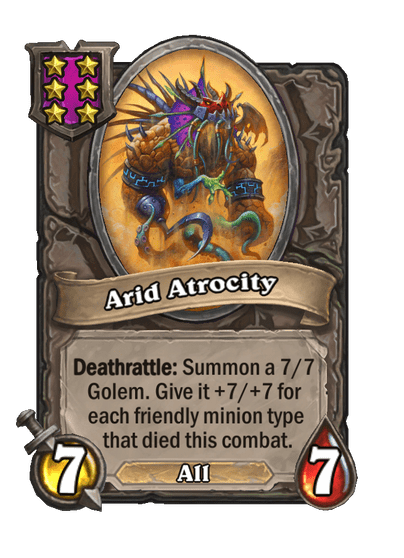 Arid Atrocity
Deathrattle: Summon a 7/7
Golem. Give it +7/+7 for
each friendly minion type
that died this combat.
All
7
7